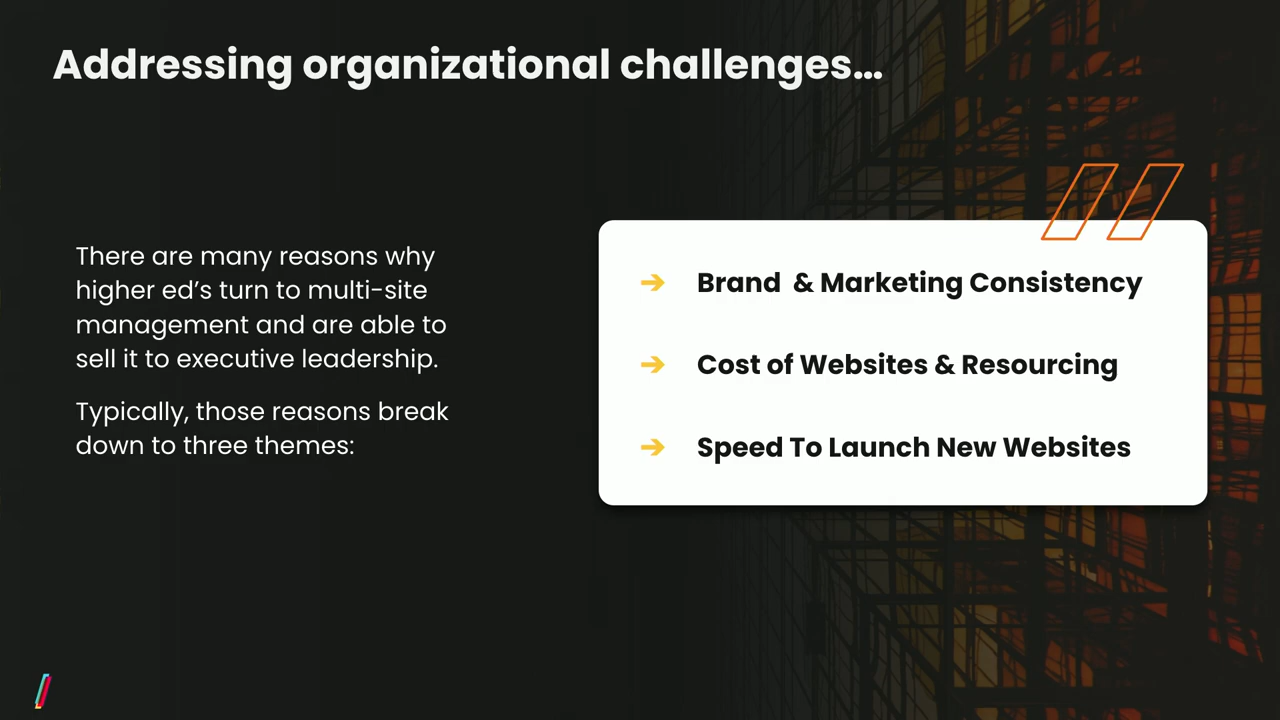 Addressing organizational challenges…
There are many reasons why
higher ed’s turn to multi-site
management and are able to
sell it to executive leadership.
Typically, those reasons break
down to three themes:
➔ Brand  & Marketing Consistency
➔ Cost of Websites & Resourcing
➔ Speed To Launch New Websites